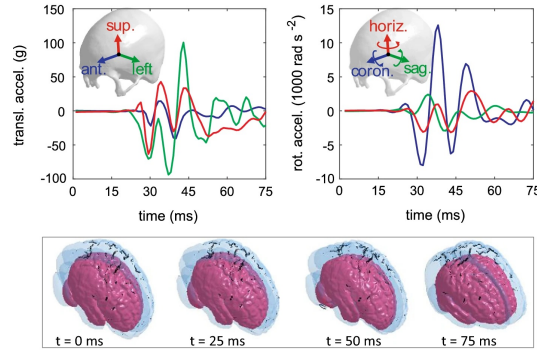 transl. accel. (g)
150
100
50
0
-50
-100
sup.
ant.
left
0 15 30 45 60 75
time (ms)
rot. accel. (1000 rad s⁻²)
15
10
5
0
-5
-10
horiz.
coron.
sag.
0 15 30 45 60 75
time (ms)
t = 0 ms
t = 25 ms
t = 50 ms
t = 75 ms